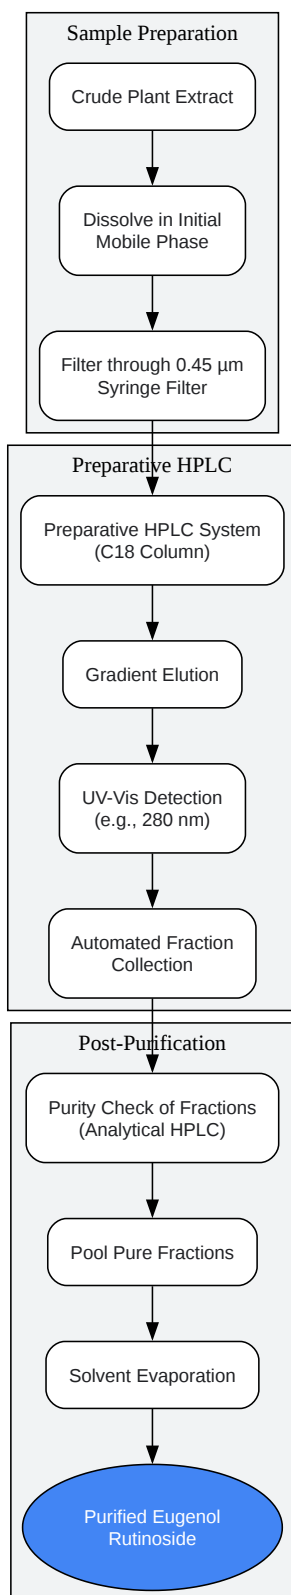 Sample Preparation
Crude Plant Extract
Dissolve in Initial
Mobile Phase
Filter through 0.45 µm
Syringe Filter
Preparative HPLC
Preparative HPLC System
(C18 Column)
Gradient Elution
UV-Vis Detection
(e.g., 280 nm)
Automated Fraction
Collection
Post-Purification
Purity Check of Fractions
(Analytical HPLC)
Pool Pure Fractions
Solvent Evaporation
Purified Eugenol
Rutinoside